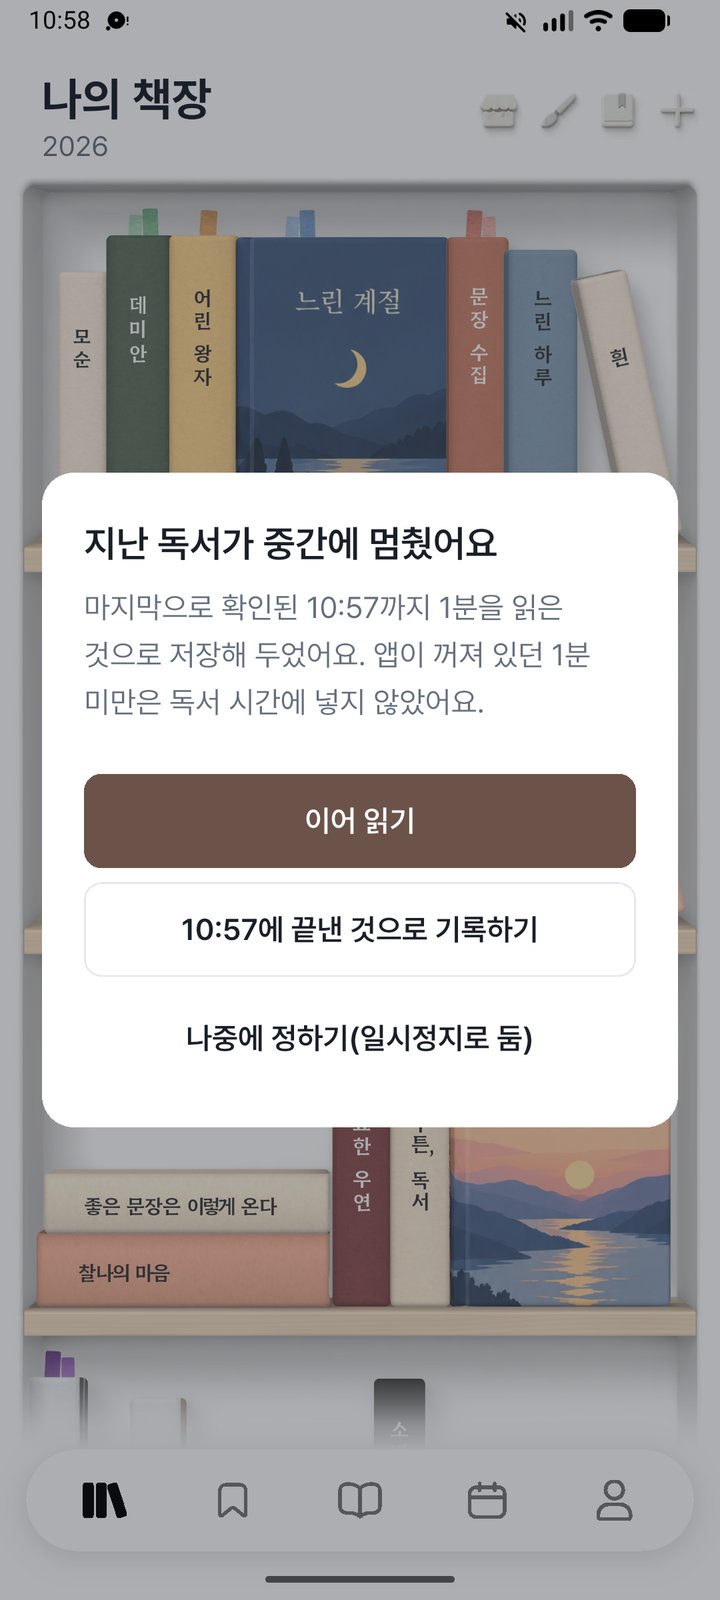 10:58
나의 책장
2026
모순
데미안
어린 왕자
느린 계절
문장 수집
느린 하루
흰
지난 독서가 중간에 멈췄어요
마지막으로 확인된 10:57까지 1분을 읽은
것으로 저장해 두었어요. 앱이 꺼져 있던 1분
미만은 독서 시간에 넣지 않았어요.
이어 읽기
10:57에 끝낸 것으로 기록하기
나중에 정하기(일시정지로 둠)
한 우연
튼, 독서
좋은 문장은 이렇게 온다
찰나의 마음
소